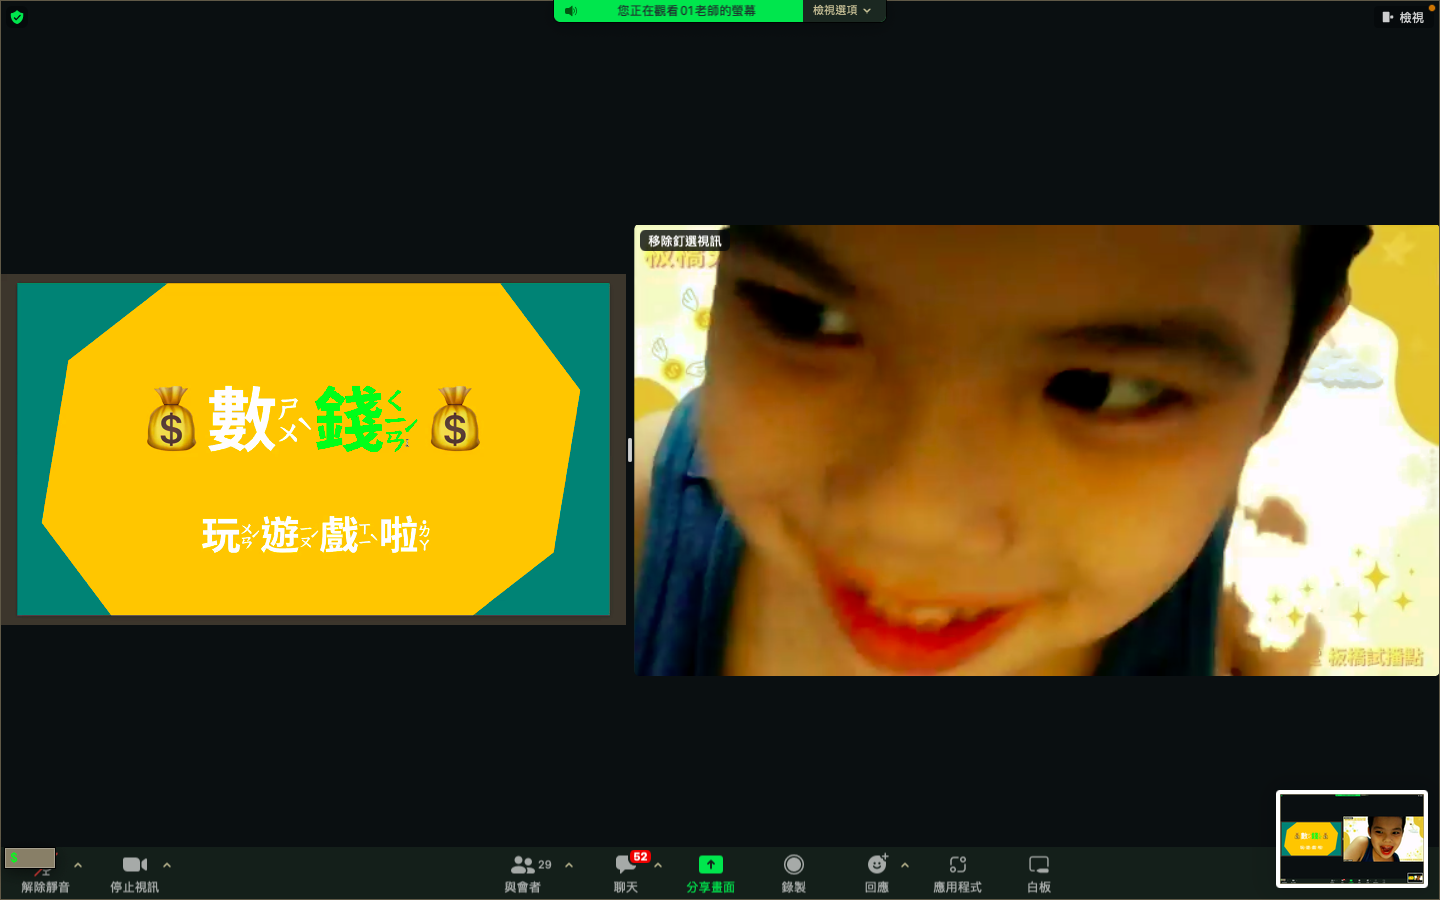 您正在觀看01老師的螢幕
檢視選項
檢視
移除釘選視訊
板橋
數ㄕㄨˋ錢ㄑㄧㄢˊ
玩ㄨㄢˊ遊ㄧㄡˊ戲ㄒㄧˋ啦˙ㄌㄚ
板橋試播點
解除靜音
停止視訊
與會者
29
聊天
52
分享畫面
錄製
回應
應用程式
白板